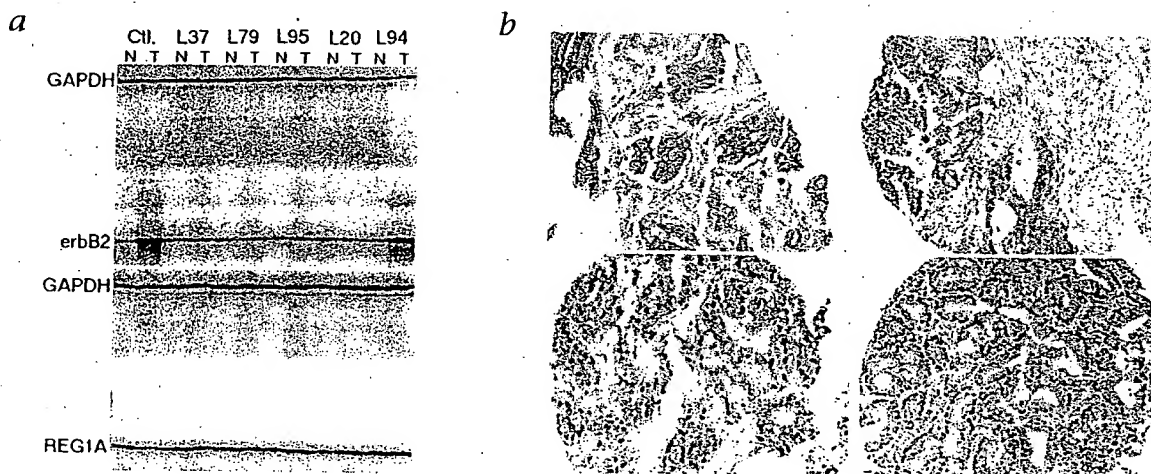 a
b
Ctl. L37 L79 L95 L20 L94
N T N T N T N T N T N T
GAPDH
erbB2
GAPDH
REG1A